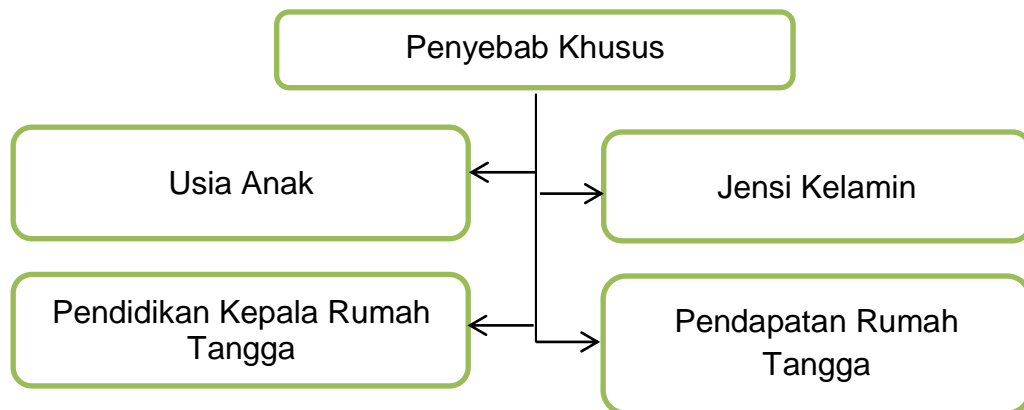 Penyebab Khusus
Usia Anak
Jensi Kelamin
Pendidikan Kepala Rumah
Tangga
Pendapatan Rumah
Tangga